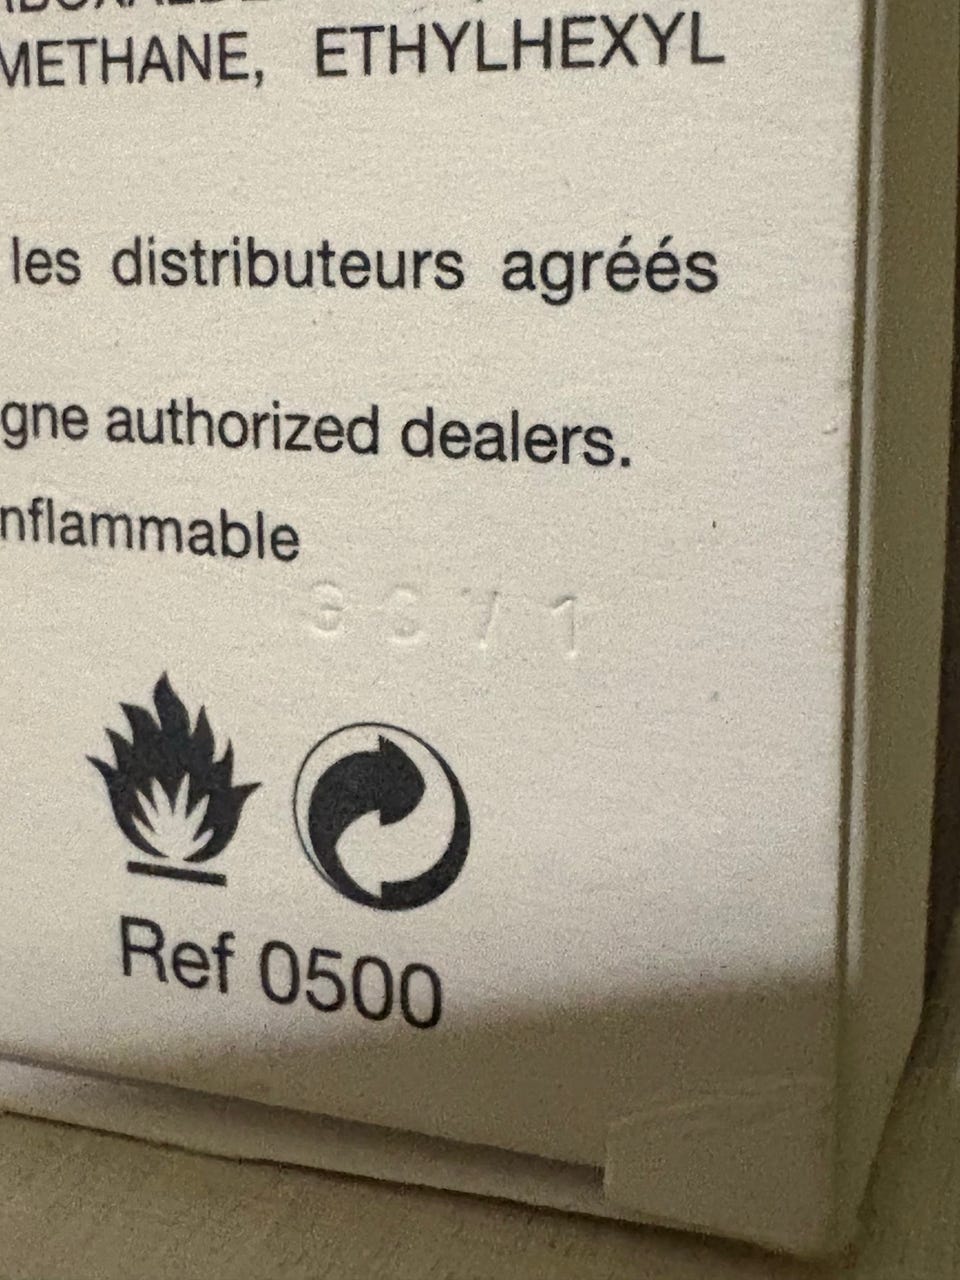 METHANE, ETHYLHEXYL
les distributeurs agréés
gne authorized dealers.
nflammable
Ref 0500